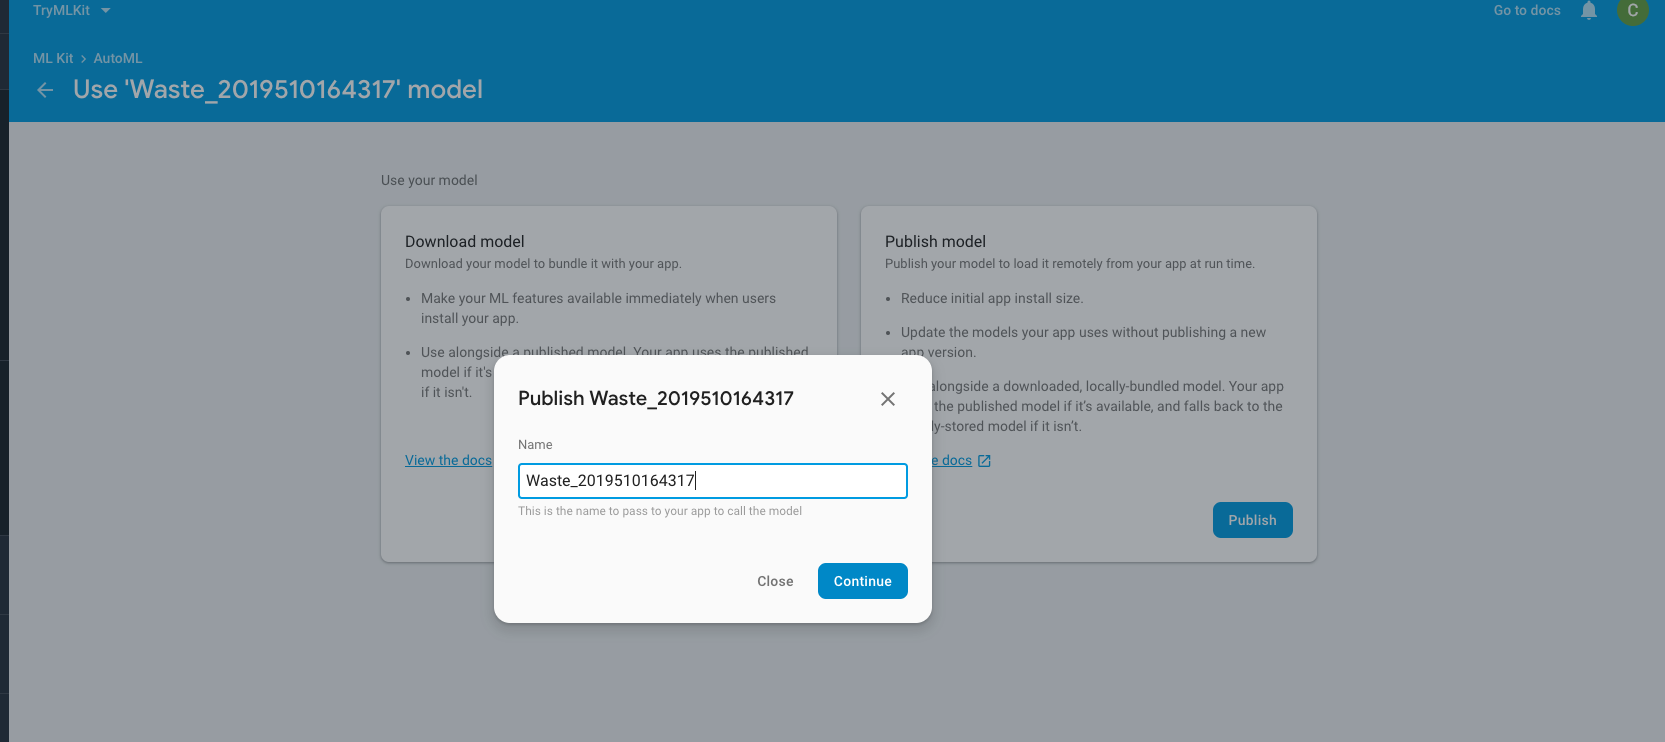 TryMLKit
Go to docs
C
ML Kit > AutoML
Use 'Waste_2019510164317' model
Use your model
Download model
Download your model to bundle it with your app.
• Make your ML features available immediately when users
install your app.
• Use alongside a published model. Your app uses the published
model if it's
if it isn't.
View the docs
Publish model
Publish your model to load it remotely from your app at run time.
• Reduce initial app install size.
• Update the models your app uses without publishing a new
app version.
alongside a downloaded, locally-bundled model. Your app
the published model if it's available, and falls back to the
ly-stored model if it isn't.
e docs
Publish
Publish Waste_2019510164317
Name
Waste_2019510164317
This is the name to pass to your app to call the model
Close
Continue